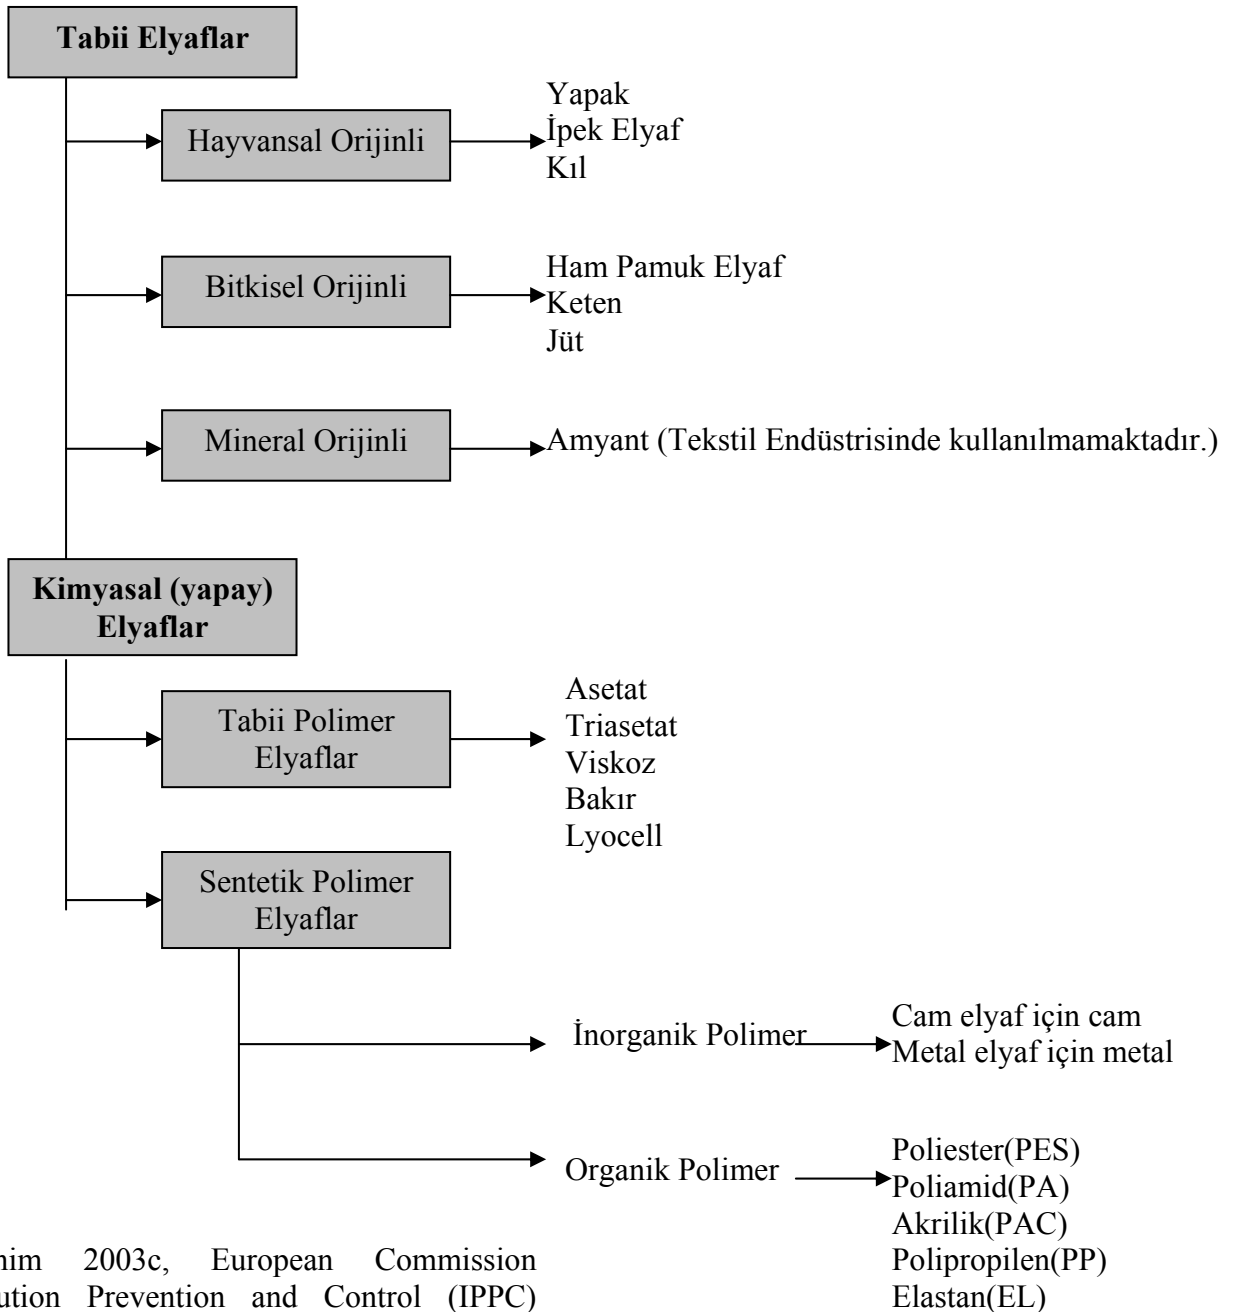 Tabii Elyaflar
Hayvansal Orijinli
Yapak
İpek Elyaf
Kıl
Bitkisel Orijinli
Ham Pamuk Elyaf
Keten
Jüt
Mineral Orijinli
Amyant (Tekstil Endüstrisinde kullanılmamaktadır.)
Kimyasal (yapay)
Elyaflar
Tabii Polimer
Elyaflar
Asetat
Triasetat
Viskoz
Bakır
Lyocell
Sentetik Polimer
Elyaflar
İnorganik Polimer
Cam elyaf için cam
Metal elyaf için metal
Organik Polimer
Poliester(PES)
Poliamid(PA)
Akrilik(PAC)
Polipropilen(PP)
Elastan(EL)
2003c, European Commission
Prevention and Control (IPPC)